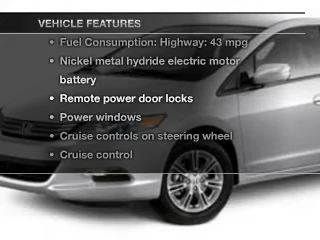 VEHICLE FEATURES
• Fuel Consumption: Highway: 43 mpg
• Nickel metal hydride electric motor
battery
• Remote power door locks
• Power windows
• Cruise controls on steering wheel
• Cruise control